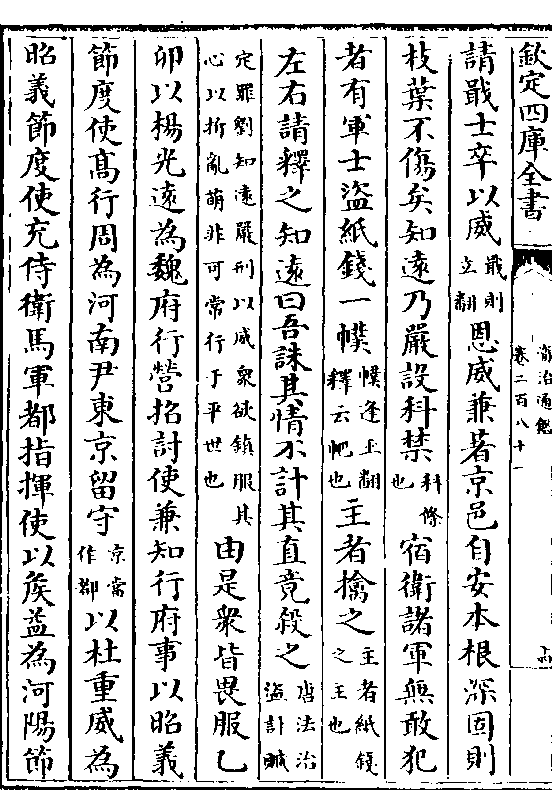 欽定四庫全書
資治通鑑
卷二百八十一
請戢士卒以威戢則立翻恩威兼著京邑自安本根深固則
枝葉不傷矣知遠乃嚴設科禁科條也宿衛諸軍無敢犯
者有軍士盜紙錢一幞幞逢玉翻釋云帊也主者擒之主者紙錢之主也
左右請釋之知遠曰吾誅其情不計其直竟殺之唐法治盜計贓
定罪劉知遠嚴刑以威衆欲鎮服其心以折亂萌非可常行于平世也由是衆皆畏服乙
卯以楊光遠為魏府行營招討使兼知行府事以昭義
節度使髙行周為河南尹東京留守京當作都以杜重威為
昭義節度使充侍衛馬軍都指揮使以矦益為河陽節